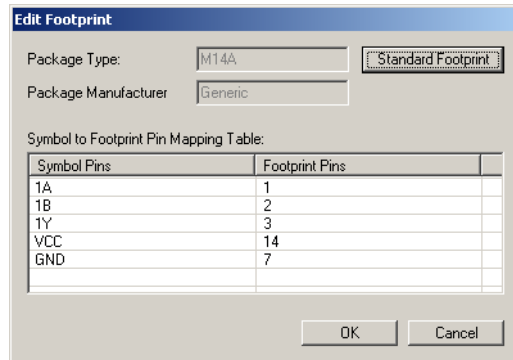 Edit Footprint
Package Type: M14A Standard Footprint
Package Manufacturer Generic
Symbol to Footprint Pin Mapping Table:
Symbol Pins Footprint Pins
1A 1
1B 2
1Y 3
VCC 14
GND 7
OK Cancel